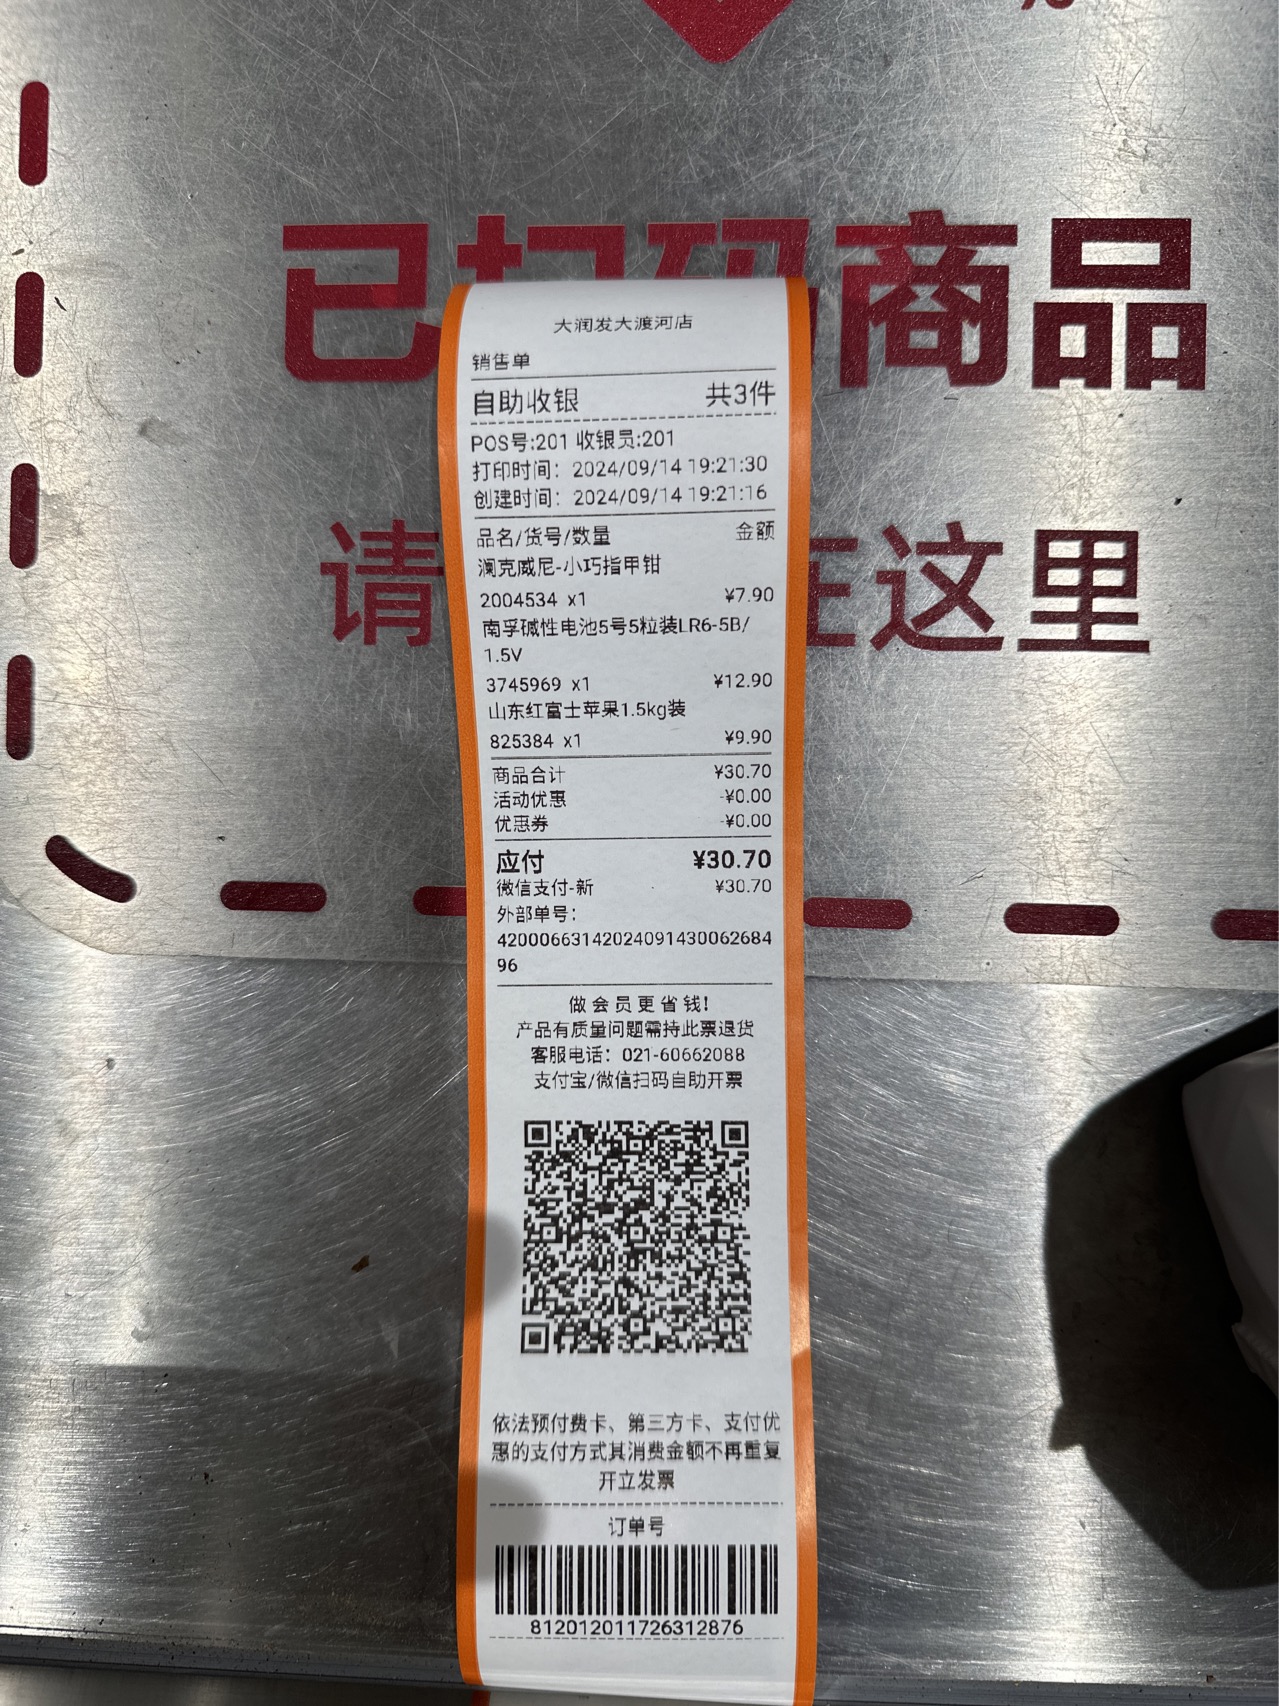 已扫码商品
大润发大渡河店
销售单
自助收银 共3件
POS号:201 收银员:201
打印时间: 2024/09/14 19:21:30
创建时间: 2024/09/14 19:21:16
品名/货号/数量 金额
澜克威尼-小巧指甲钳
2004534 x1 ¥7.90
南孚碱性电池5号5粒装LR6-5B/
1.5V
3745969 x1 ¥12.90
山东红富士苹果1.5kg装
825384 x1 ¥9.90
商品合计 ¥30.70
活动优惠 -¥0.00
优惠券 -¥0.00
应付 ¥30.70
微信支付-新 ¥30.70
外部单号:
42000663142024091430062684
96
做会员更省钱!
产品有质量问题需持此票退货
客服电话: 021-60662088
支付宝/微信扫码自助开票
依法预付费卡、第三方卡、支付优
惠的支付方式其消费金额不再重复
开立发票
订单号
812012011726312876
请 在这里